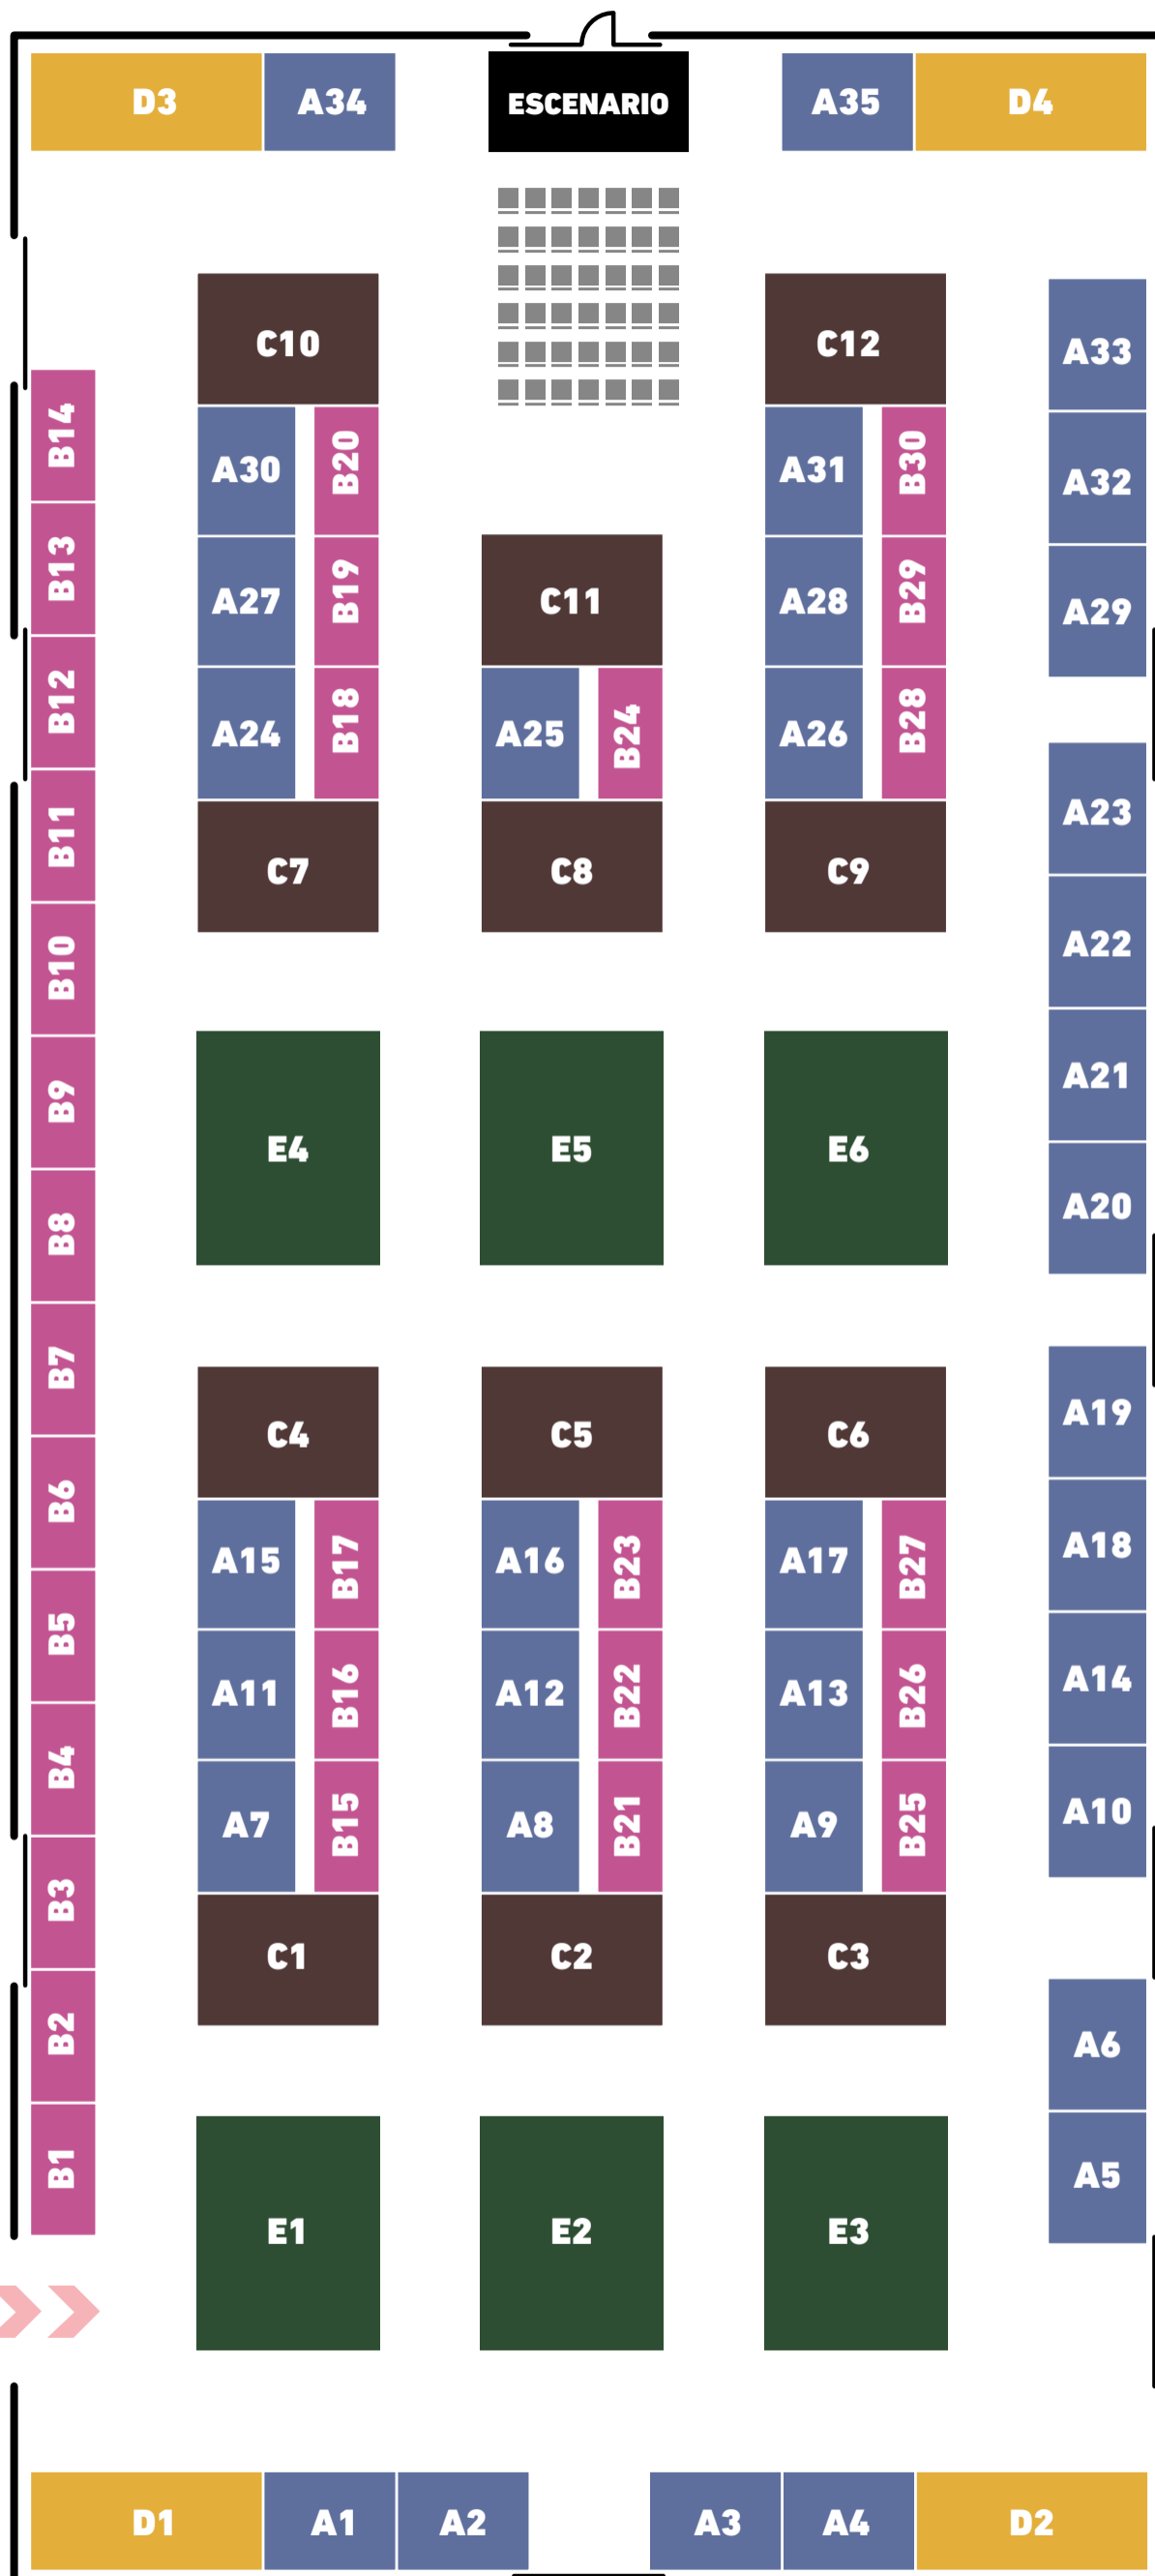 D3 A34 ESCENARIO A35 D4
C10 C12 A33
B14 A30 B20 A31 B30 A32
B13 A27 B19 C11 A28 B29 A29
B12 A24 B18 A25 B24 A26 B28
B11 C7 C8 C9 A23
B10 A22
B9 E4 E5 E6 A21
B8 A20
B7 C4 C5 C6 A19
B6 A15 B17 A16 B23 A17 B27 A18
B5 A11 B16 A12 B22 A13 B26 A14
B4 A7 B15 A8 B21 A9 B25 A10
B3 C1 C2 C3
B2 A6
B1 E1 E2 E3 A5
D1 A1 A2 A3 A4 D2